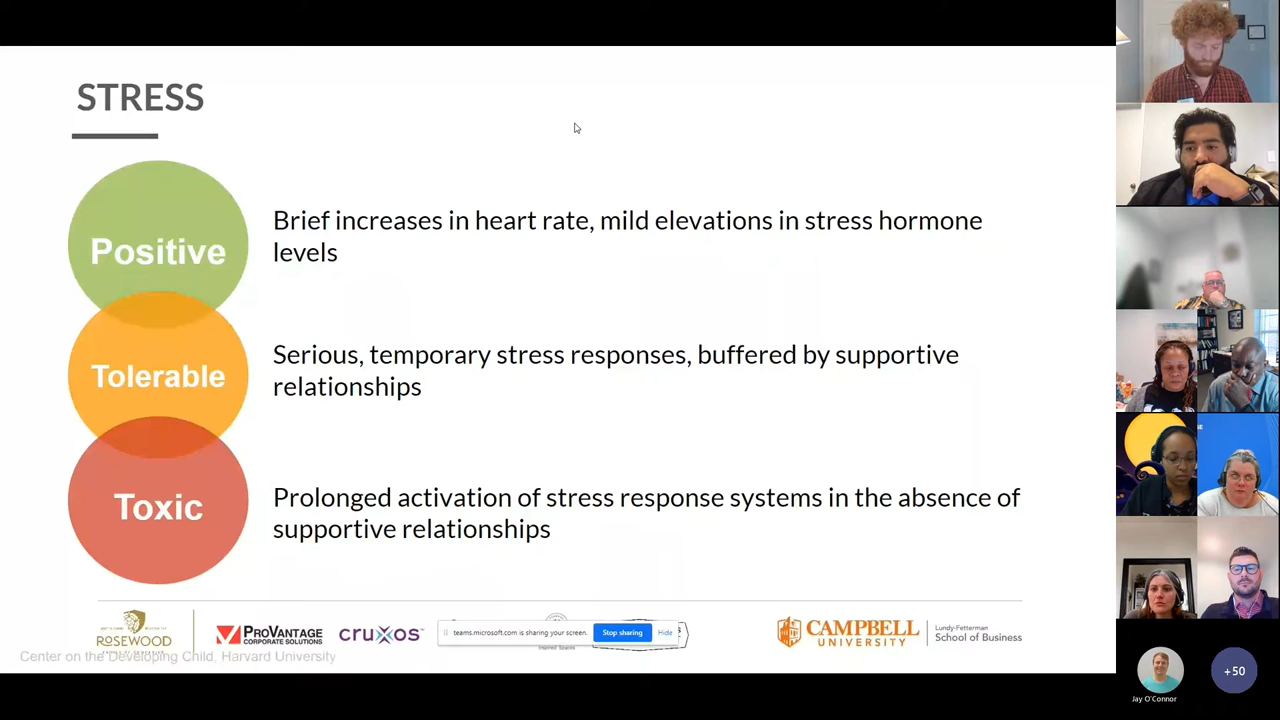 STRESS
Positive
Brief increases in heart rate, mild elevations in stress hormone
levels
Tolerable
Serious, temporary stress responses, buffered by supportive
relationships
Toxic
Prolonged activation of stress response systems in the absence of
supportive relationships
ROSEWOOD
PROVANTAGE
CORPORATE SOLUTIONS
cruxos™
teams.microsoft.com is sharing your screen.
Stop sharing
Hide
Inspired Spaces
CAMPBELL
UNIVERSITY
Lundy-Fetterman
School of Business
Center on the Developing Child, Harvard University
Jay O'Connor
+50